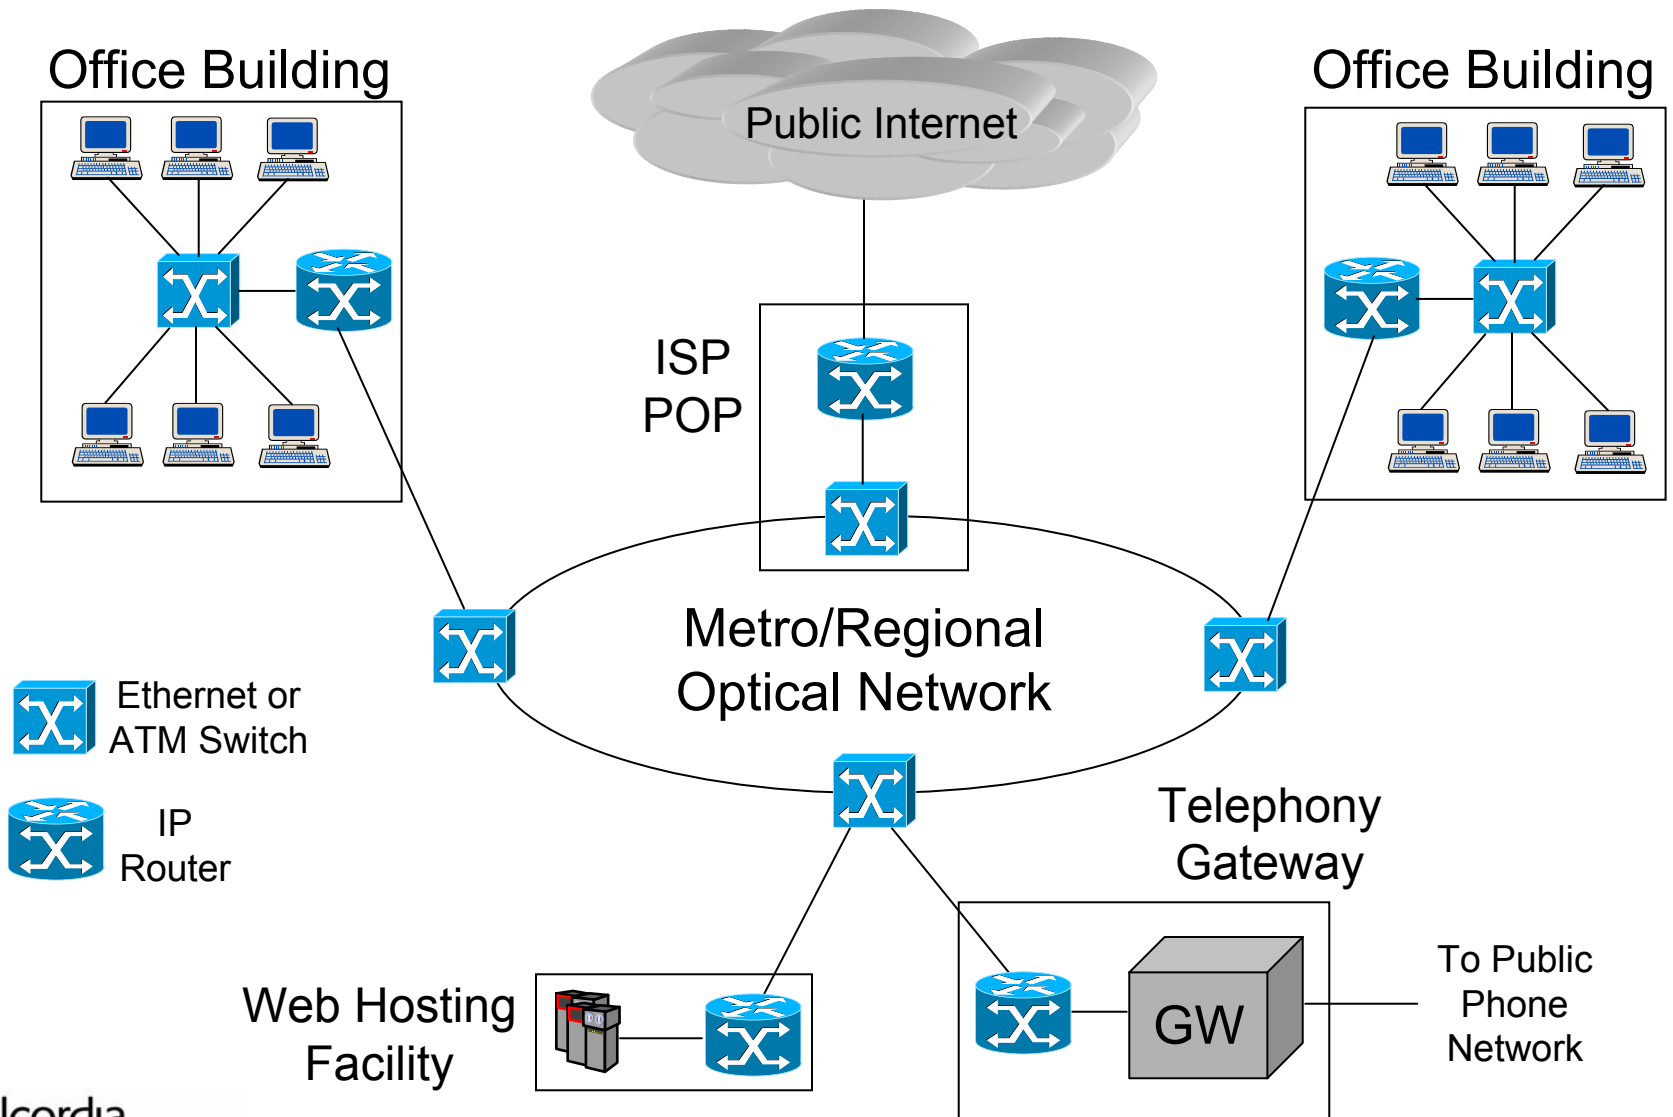 Office Building
Public Internet
Office Building
ISP
POP
Metro/Regional
Optical Network
Ethernet or
ATM Switch
IP
Router
Telephony
Gateway
Web Hosting
Facility
GW
To Public
Phone
Network